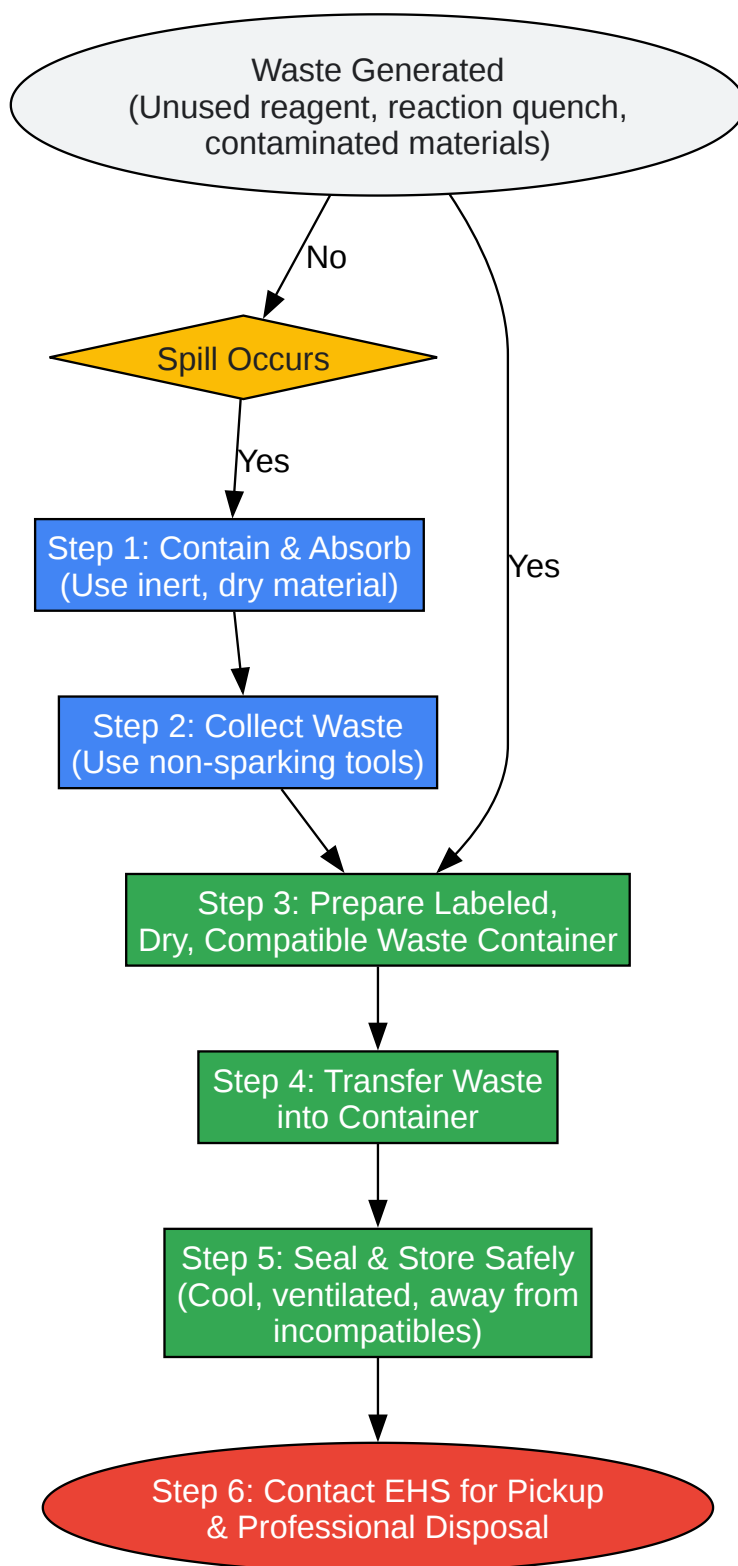 Waste Generated
(Unused reagent, reaction quench,
contaminated materials)
No
Spill Occurs
Yes
Step 1: Contain & Absorb
(Use inert, dry material)
Yes
Step 2: Collect Waste
(Use non-sparking tools)
Step 3: Prepare Labeled,
Dry, Compatible Waste Container
Step 4: Transfer Waste
into Container
Step 5: Seal & Store Safely
(Cool, ventilated, away from
incompatibles)
Step 6: Contact EHS for Pickup
& Professional Disposal